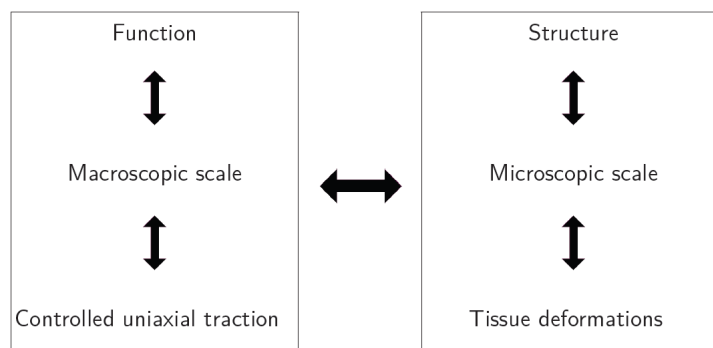 Function
Macroscopic scale
Controlled uniaxial traction
Structure
Microscopic scale
Tissue deformations